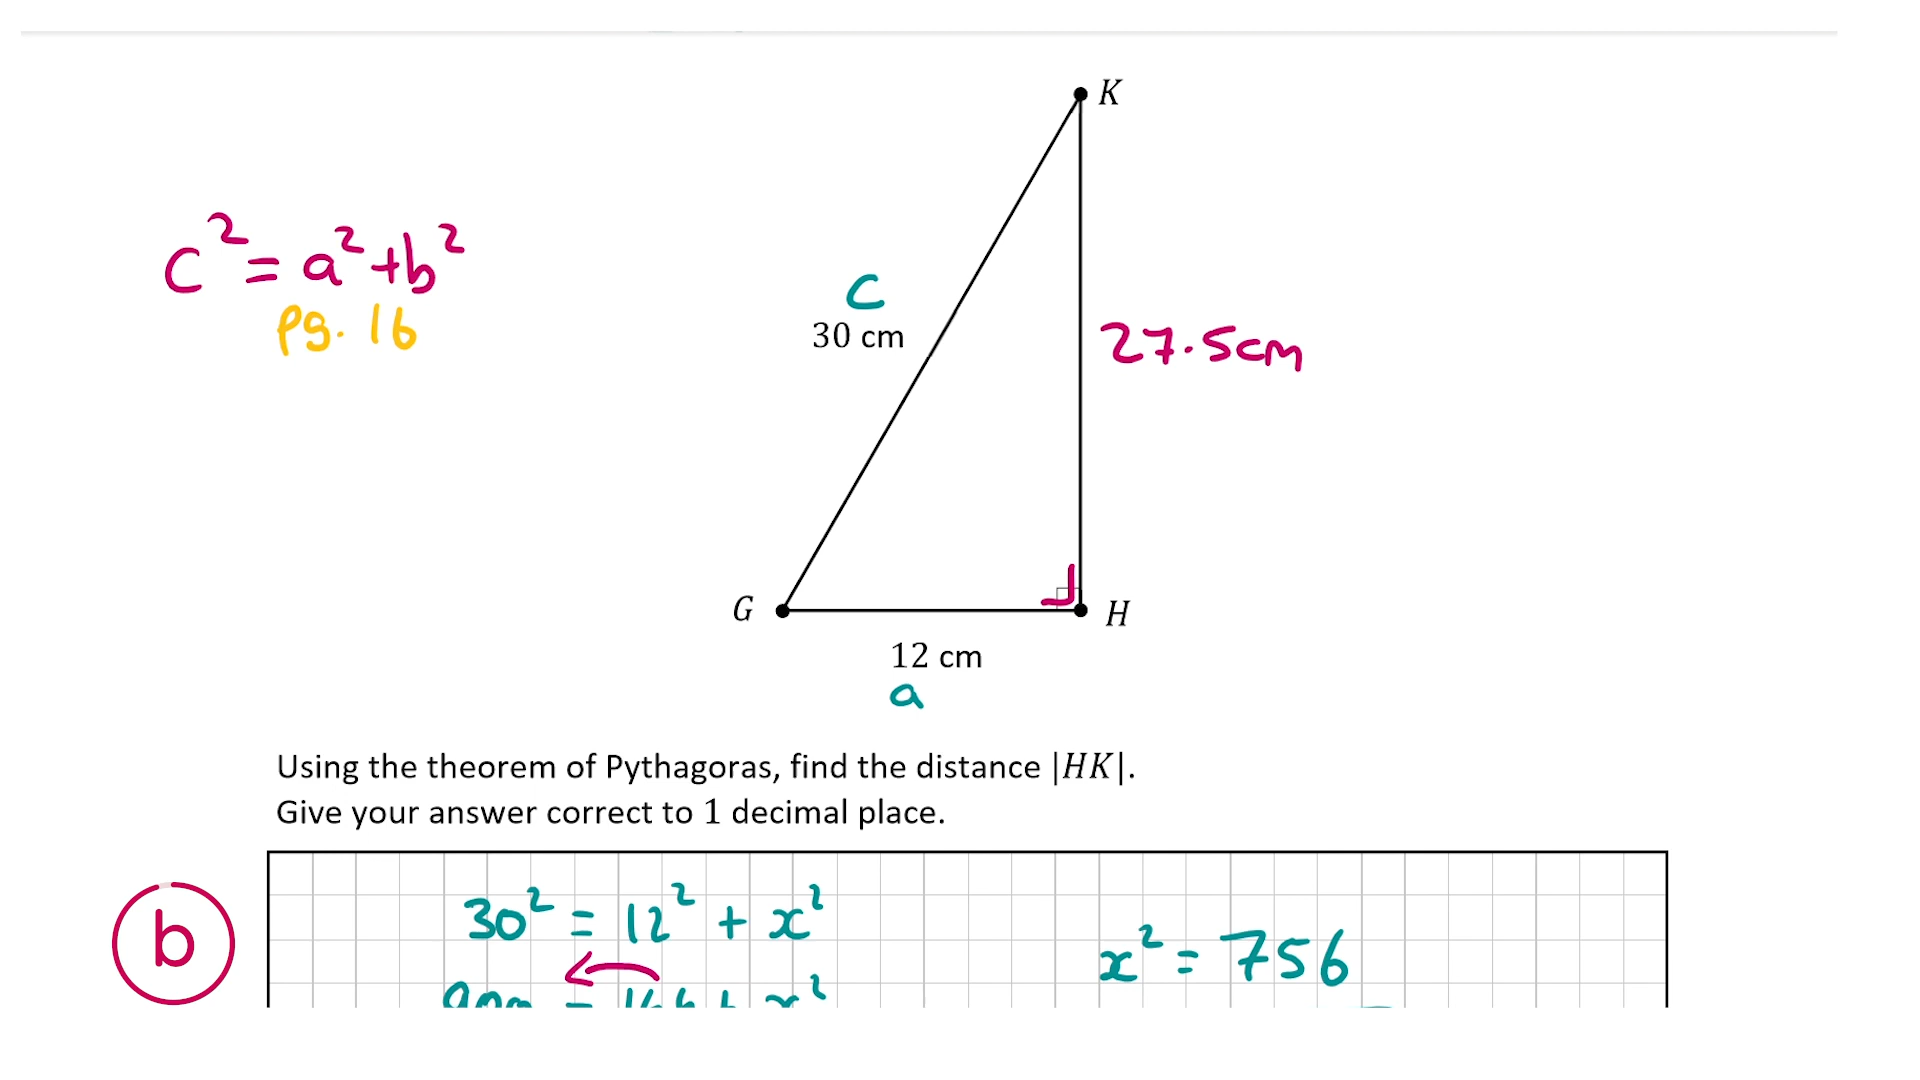 K
c² = a² + b²
pg. 16
c
30 cm
27.5cm
G
H
12 cm
a
Using the theorem of Pythagoras, find the distance |HK|.
Give your answer correct to 1 decimal place.
b
30² = 12² + x²
x² = 756